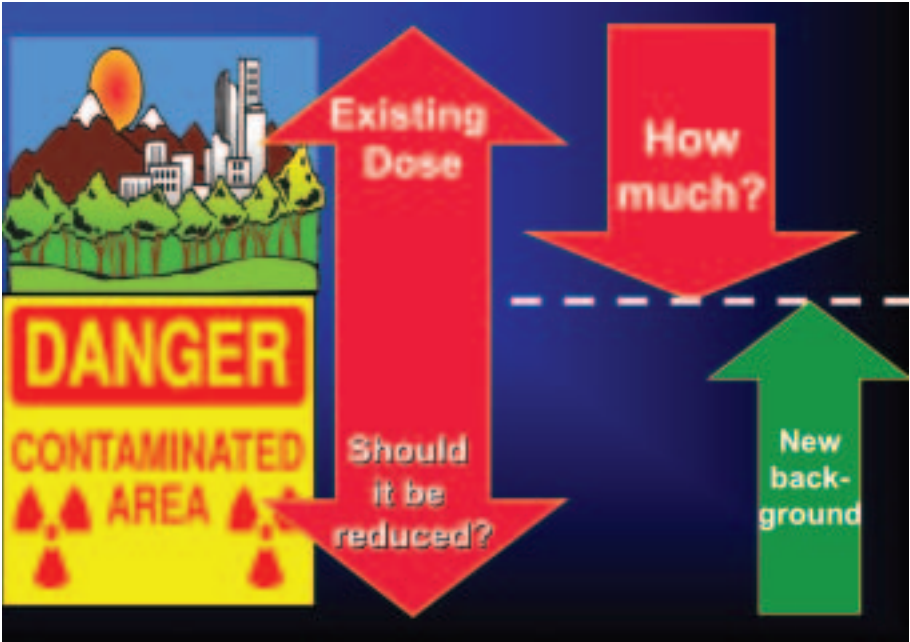 Existing
Dose
How
much?
DANGER
CONTAMINATED
AREA
Should
it be
reduced?
New
back-
ground